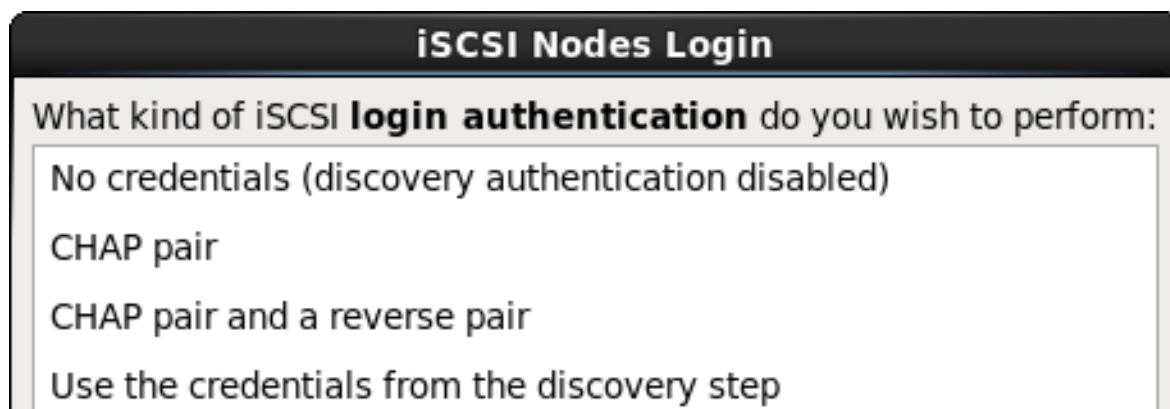 iSCSI Nodes Login
What kind of iSCSI login authentication do you wish to perform:
No credentials (discovery authentication disabled)
CHAP pair
CHAP pair and a reverse pair
Use the credentials from the discovery step